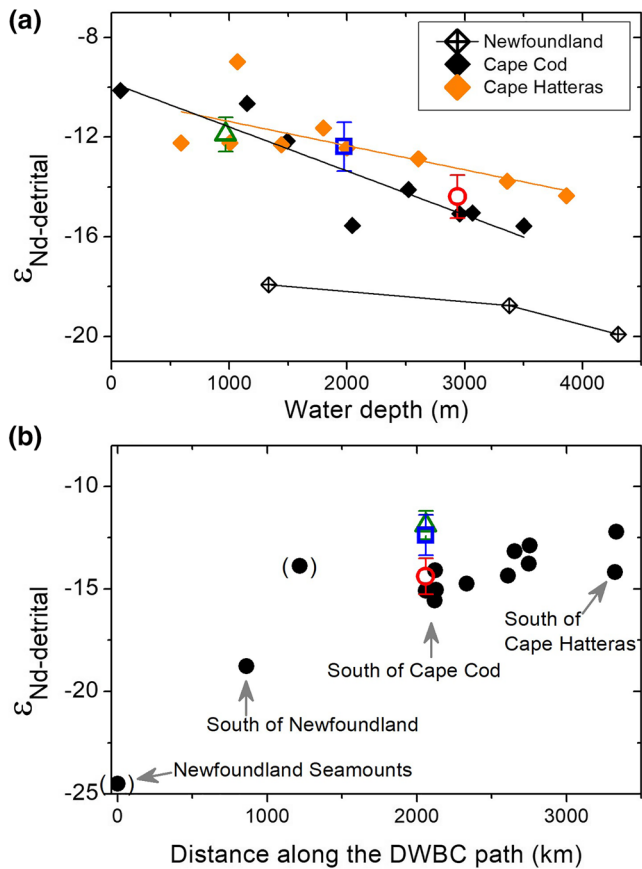 (a)
-8
-12
-16
-20
εNd-detrital
Newfoundland
Cape Cod
Cape Hatteras
0 1000 2000 3000 4000
Water depth (m)
(b)
-10
-15
-20
-25
εNd-detrital
( )
South of Cape Hatteras
South of Cape Cod
South of Newfoundland
( ) Newfoundland Seamounts
0 1000 2000 3000
Distance along the DWBC path (km)